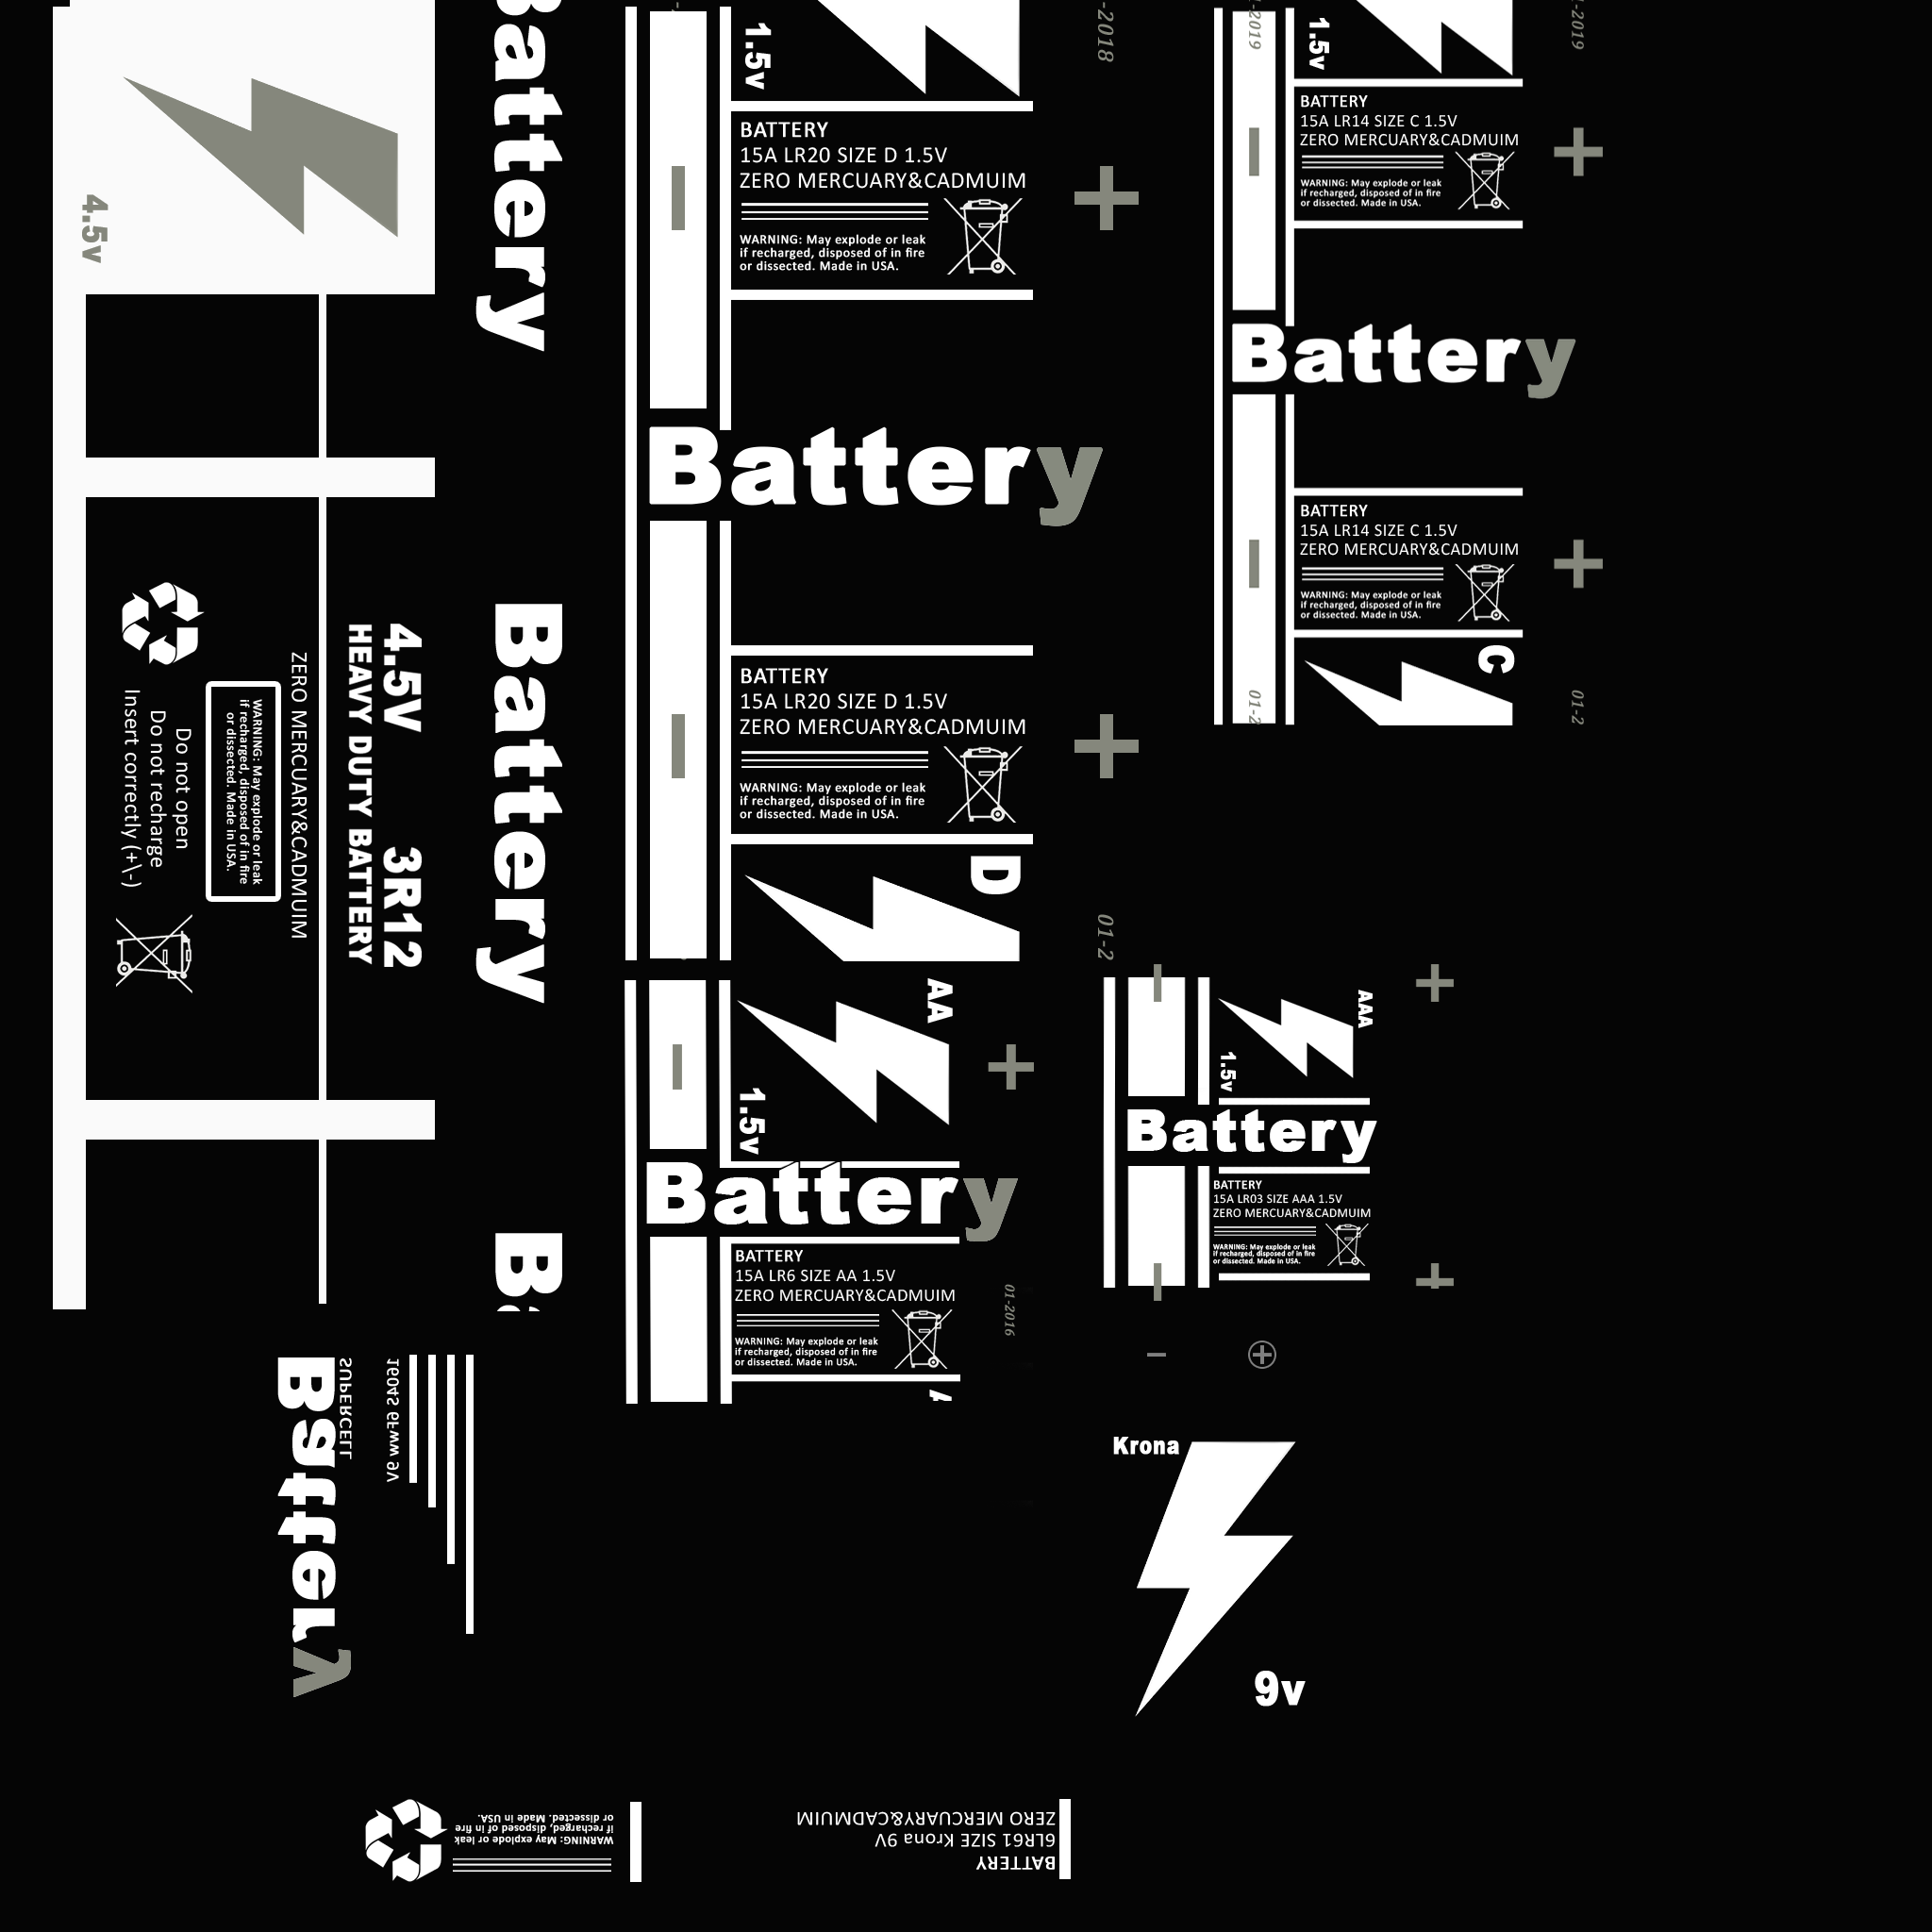 4.5v
Battery
4.5V 3R12
HEAVY DUTY BATTERY
ZERO MERCUARY&CADMUIM
WARNING: May explode or leak
if recharged, disposed of in fire
or dissected. Made in USA.
Do not open
Do not recharge
Insert correctly (+\-)
Battery
B
1.5v
-2018
BATTERY
15A LR20 SIZE D 1.5V
ZERO MERCUARY&CADMUIM
WARNING: May explode or leak
if recharged, disposed of in fire
or dissected. Made in USA.
-
+
Battery
BATTERY
15A LR20 SIZE D 1.5V
ZERO MERCUARY&CADMUIM
WARNING: May explode or leak
if recharged, disposed of in fire
or dissected. Made in USA.
-
+
D
01-2
-2019
1.5v
-2019
BATTERY
15A LR14 SIZE C 1.5V
ZERO MERCUARY&CADMUIM
WARNING: May explode or leak
if recharged, disposed of in fire
or dissected. Made in USA.
-
+
Battery
BATTERY
15A LR14 SIZE C 1.5V
ZERO MERCUARY&CADMUIM
WARNING: May explode or leak
if recharged, disposed of in fire
or dissected. Made in USA.
-
+
C
01-2
01-2
AA
-
+
1.5v
Battery
BATTERY
15A LR6 SIZE AA 1.5V
ZERO MERCUARY&CADMUIM
WARNING: May explode or leak
if recharged, disposed of in fire
or dissected. Made in USA.
01-2016
-
+
AAA
1.5v
Battery
BATTERY
15A LR03 SIZE AAA 1.5V
ZERO MERCUARY&CADMUIM
WARNING: May explode or leak
if recharged, disposed of in fire
or dissected. Made in USA.
-
+
-
+
Battery
SUPERCELL
1604S 6Fww 9V
Krona
9v
WARNING: May explode or leak
if recharged, disposed of in fire
or dissected. Made in USA.
BATTERY
6LR61 SIZE Krona 9V
ZERO MERCUARY&CADMUIM